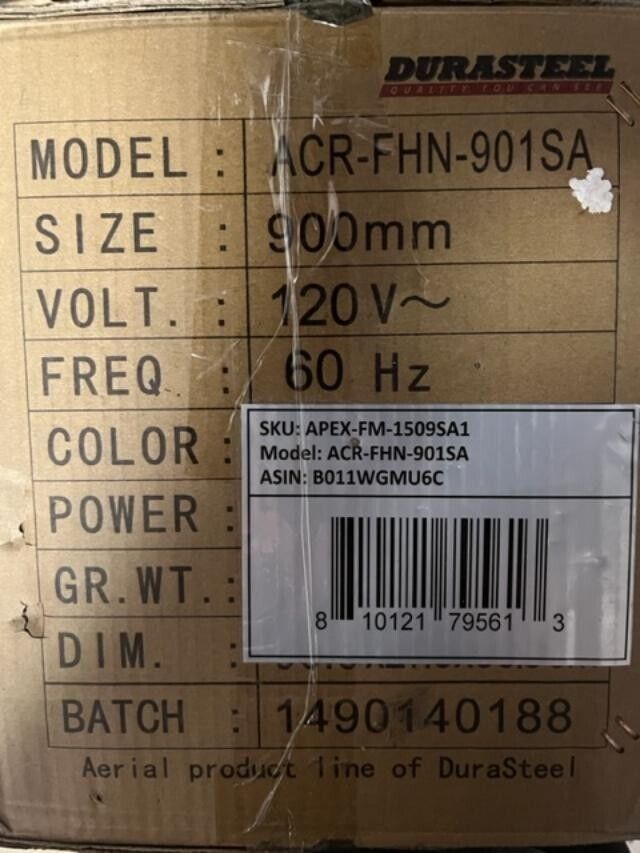 DURASTEEL
QUALITY YOU CAN SEE
MODEL : ACR-FHN-901SA
SIZE : 900mm
VOLT. : 120 V~
FREQ. : 60 Hz
COLOR :
POWER :
GR.WT. :
DIM. :
BATCH : 1490140188
SKU: APEX-FM-1509SA1
Model: ACR-FHN-901SA
ASIN: B011WGMU6C
8 10121 79561 3
Aerial product line of DuraSteel